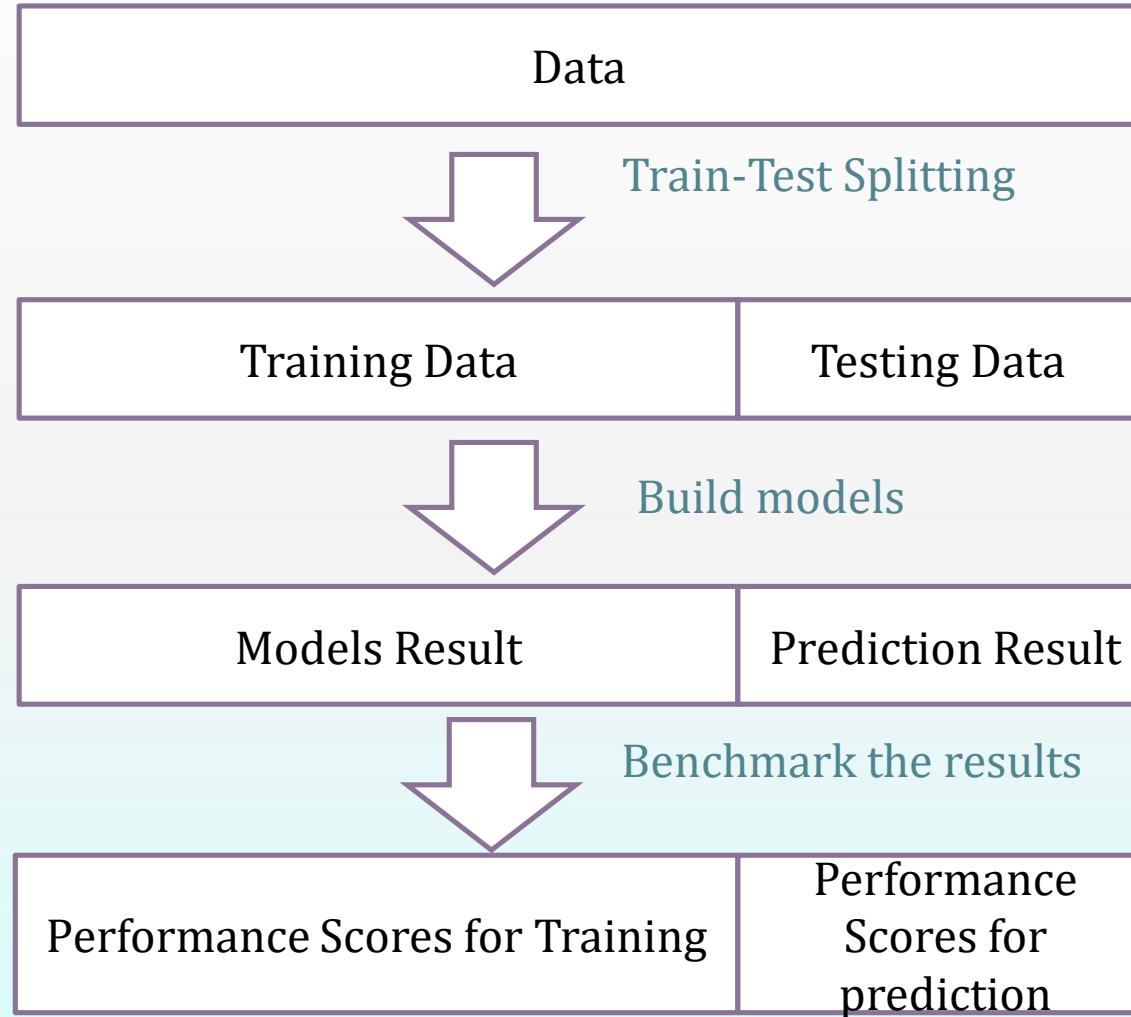 Data
Train-Test Splitting
Training Data
Testing Data
Build models
Models Result
Prediction Result
Benchmark the results
Performance Scores for Training
Performance
Scores for
prediction